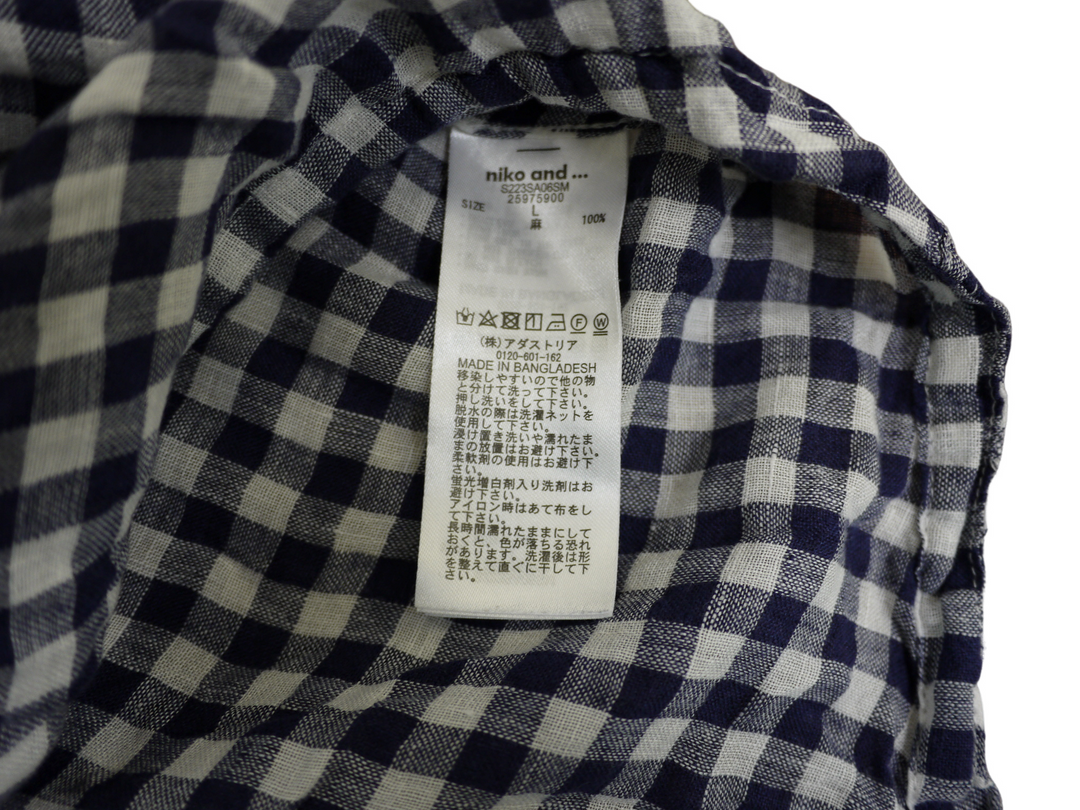 niko and ...
S223SA06SM
25975900
SIZE L
麻 100%
(株)アダストリア
0120-601-162
MADE IN BANGLADESH
移染しやすいので他の物
と分けて洗って下さい。
押し洗いをして下さい。
脱水の際は洗濯ネットを
使用して下さい。
浸け置き洗いや濡れたま
まの放置はお避け下さい。
柔軟剤の使用はお避け下
さい。
蛍光増白剤入り洗剤はお
避け下さい。
アイロン時はあて布をし
て下さい。
長時間濡れたままにして
おくと、色が落ちる恐れ
があります。洗濯後は形
を整えて直ぐに干して下
さい。